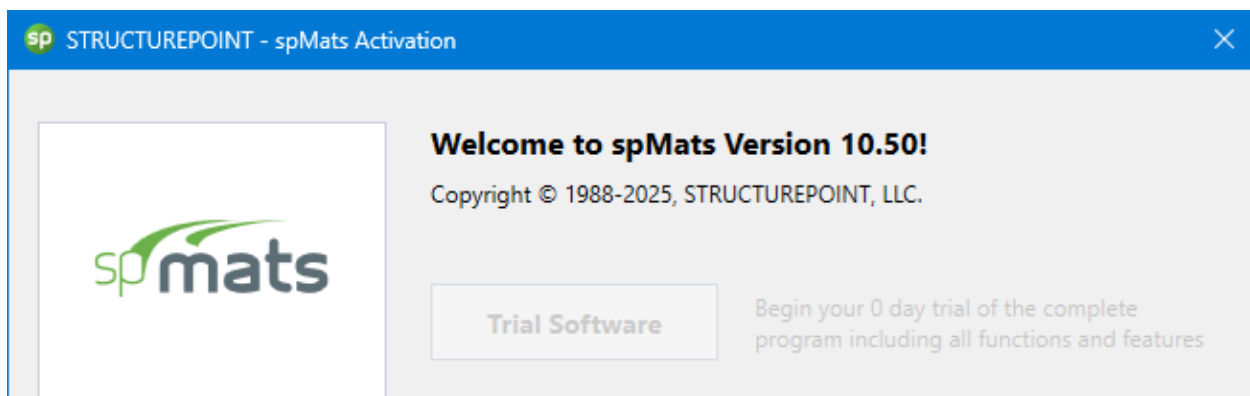 sp STRUCTUREPOINT - spMats Activation
Welcome to spMats Version 10.50!
Copyright © 1988-2025, STRUCTUREPOINT, LLC.
spmats
Trial Software
Begin your 0 day trial of the complete
program including all functions and features